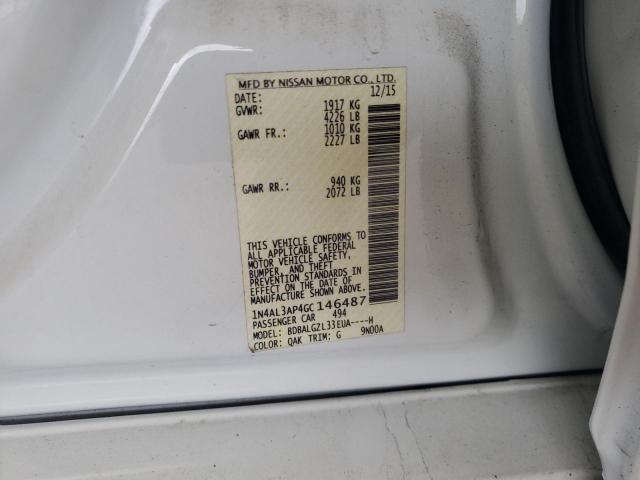 MFD BY NISSAN MOTOR CO., LTD.
DATE: 12/15
GVWR: 1917 KG
4226 LB
GAWR FR.: 1010 KG
2227 LB
GAWR RR.: 940 KG
2072 LB
THIS VEHICLE CONFORMS TO
ALL APPLICABLE FEDERAL
MOTOR VEHICLE SAFETY,
BUMPER, AND THEFT
PREVENTION STANDARDS IN
EFFECT ON THE DATE OF
MANUFACTURE SHOWN ABOVE.
1N4AL3AP4GC146487
PASSENGER CAR 494
MODEL: BDBALGZL33EUA----H
COLOR: QAK TRIM: G 9N00A